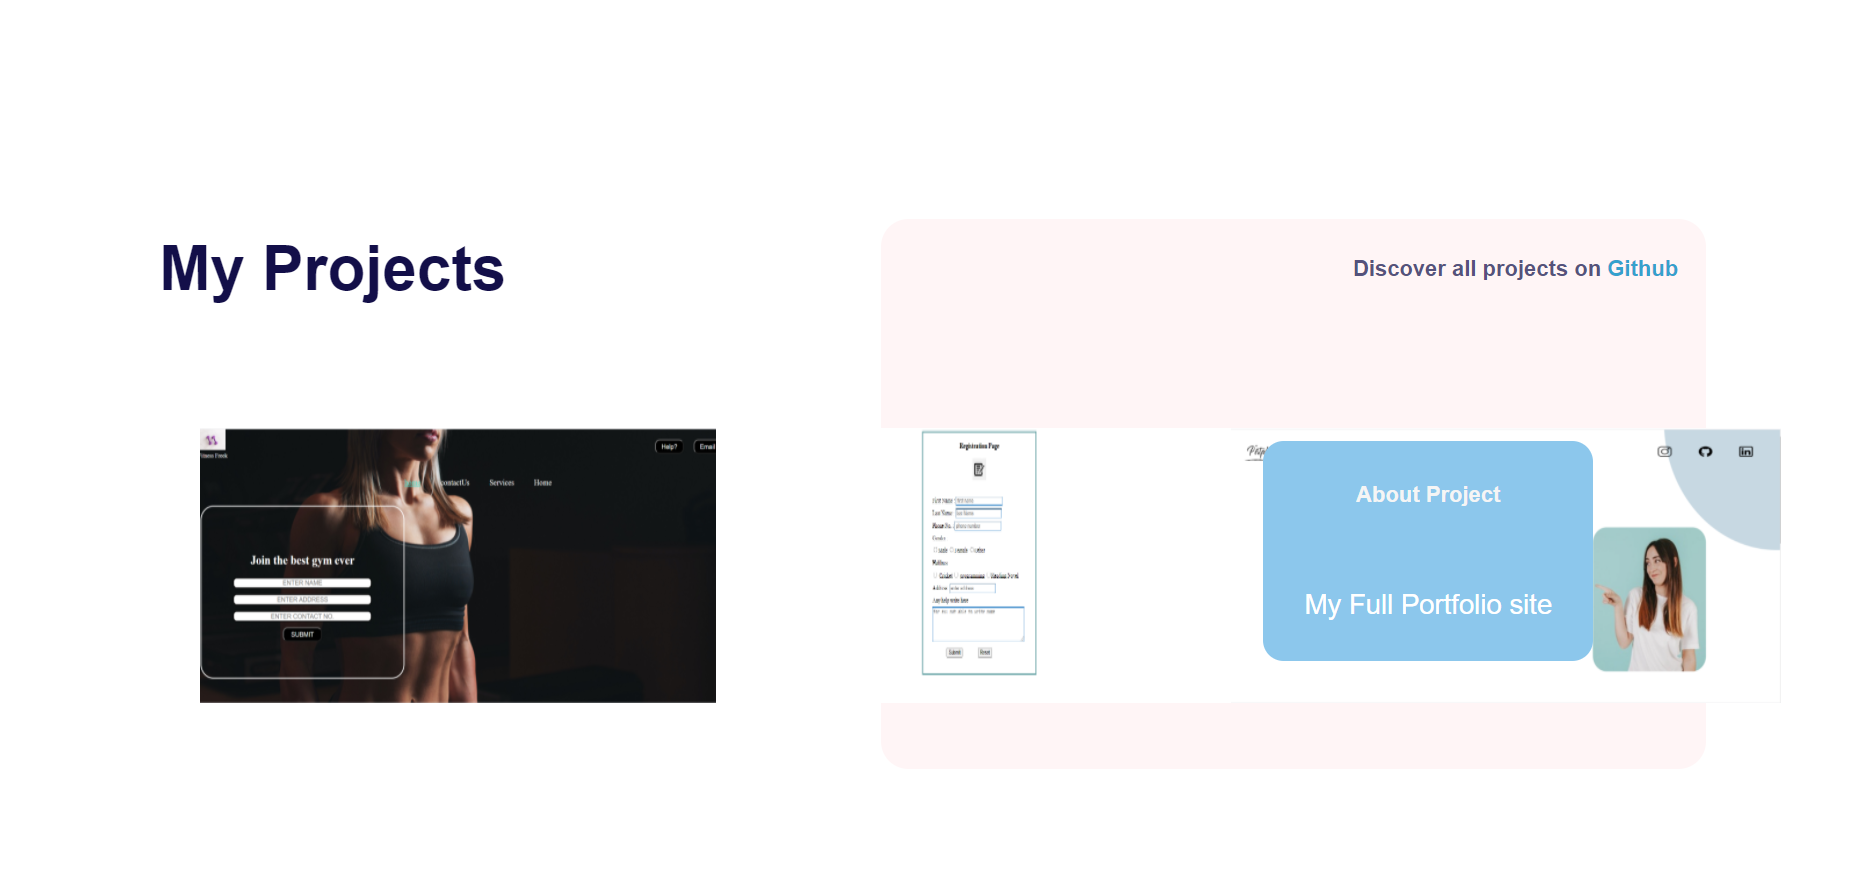 My Projects
Discover all projects on Github
Help?
Email
contactUs
Services
Home
Join the best gym ever
ENTER NAME
ENTER ADDRESS
ENTER CONTACT NO.
SUBMIT
Registration Page
First Name
Last Name
Gender
male
female
other
Address
Any help write here
Submit
Reset
About Project
My Full Portfolio site